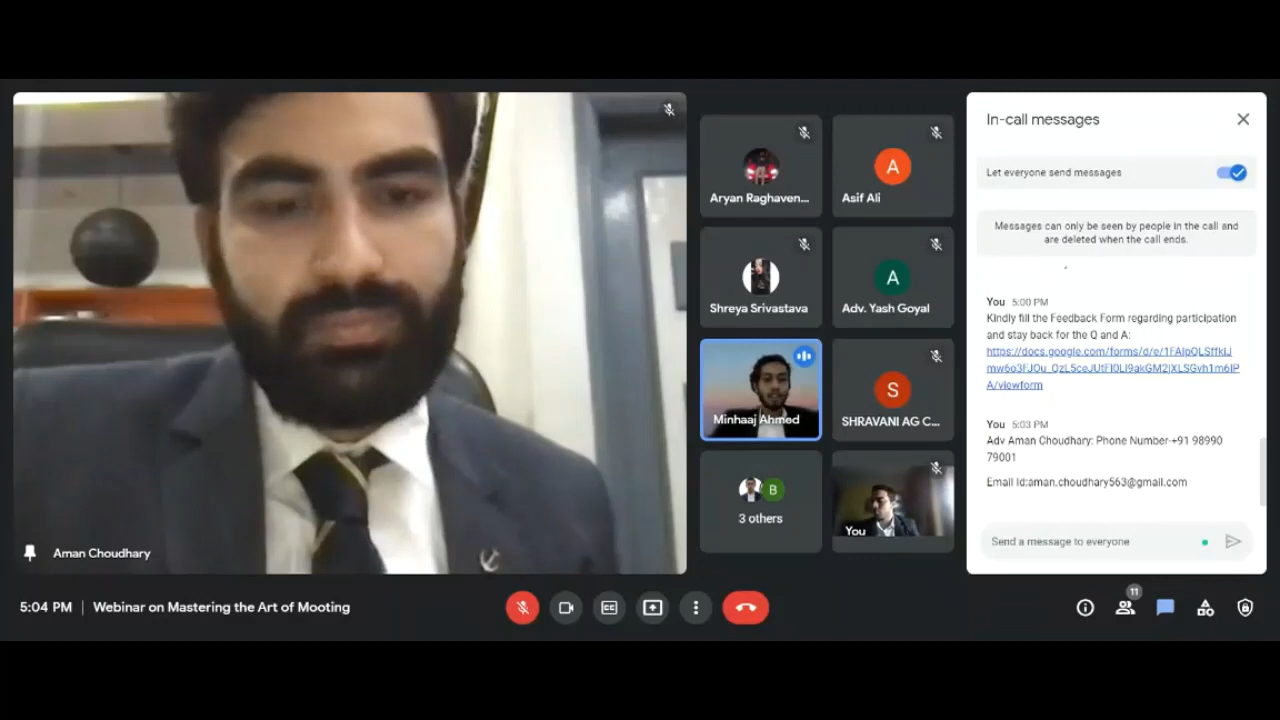 Aman Choudhary
Aryan Raghaven...
A
Asif Ali
Shreya Srivastava
A
Adv. Yash Goyal
Minhaaj Ahmed
S
SHRAVANI AG C...
B
3 others
You
In-call messages
Let everyone send messages
Messages can only be seen by people in the call and
are deleted when the call ends.
You 5:00 PM
Kindly fill the Feedback Form regarding participation
and stay back for the Q and A:
https://docs.google.com/forms/d/e/
A/viewform
You 5:03 PM
Adv Aman Choudhary: Phone Number-+91 98990
79001
Email Id:aman.choudhary563@gmail.com
Send a message to everyone
5:04 PM | Webinar on Mastering the Art of Mooting
CC
11